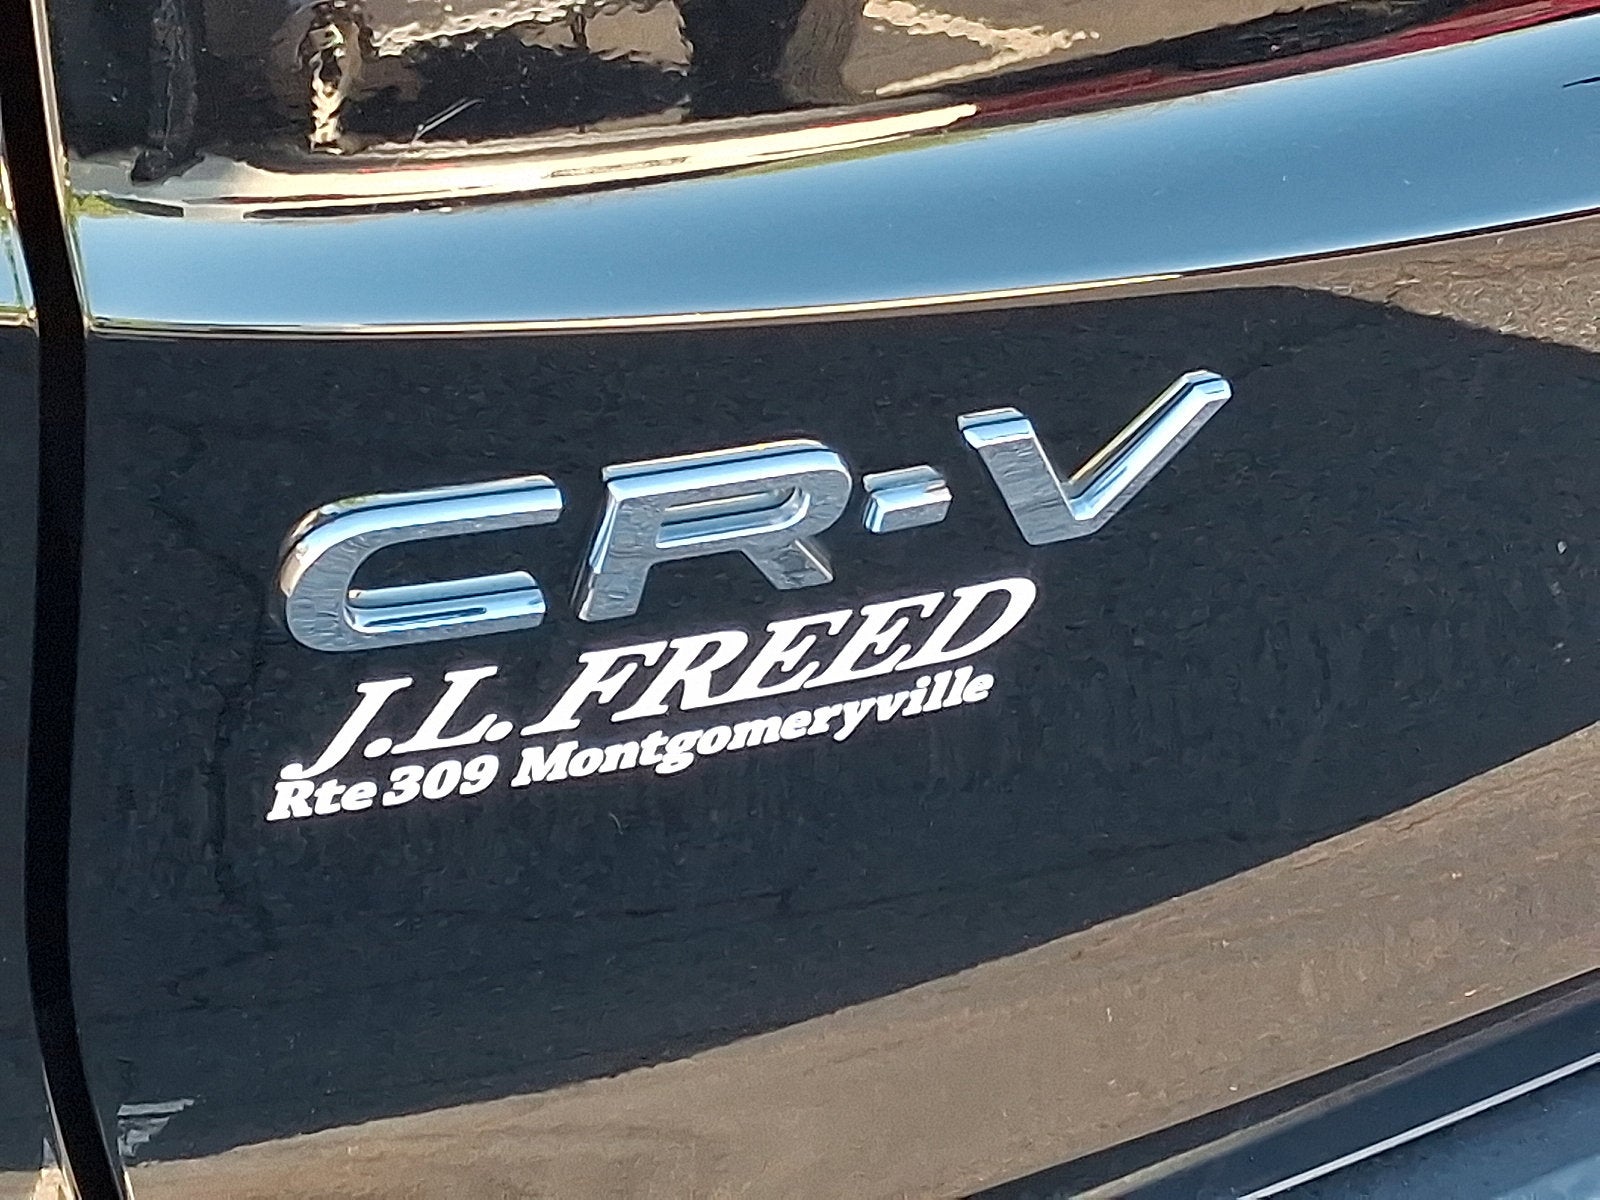 CR-V
J.L. FREED
Rte 309 Montgomeryville